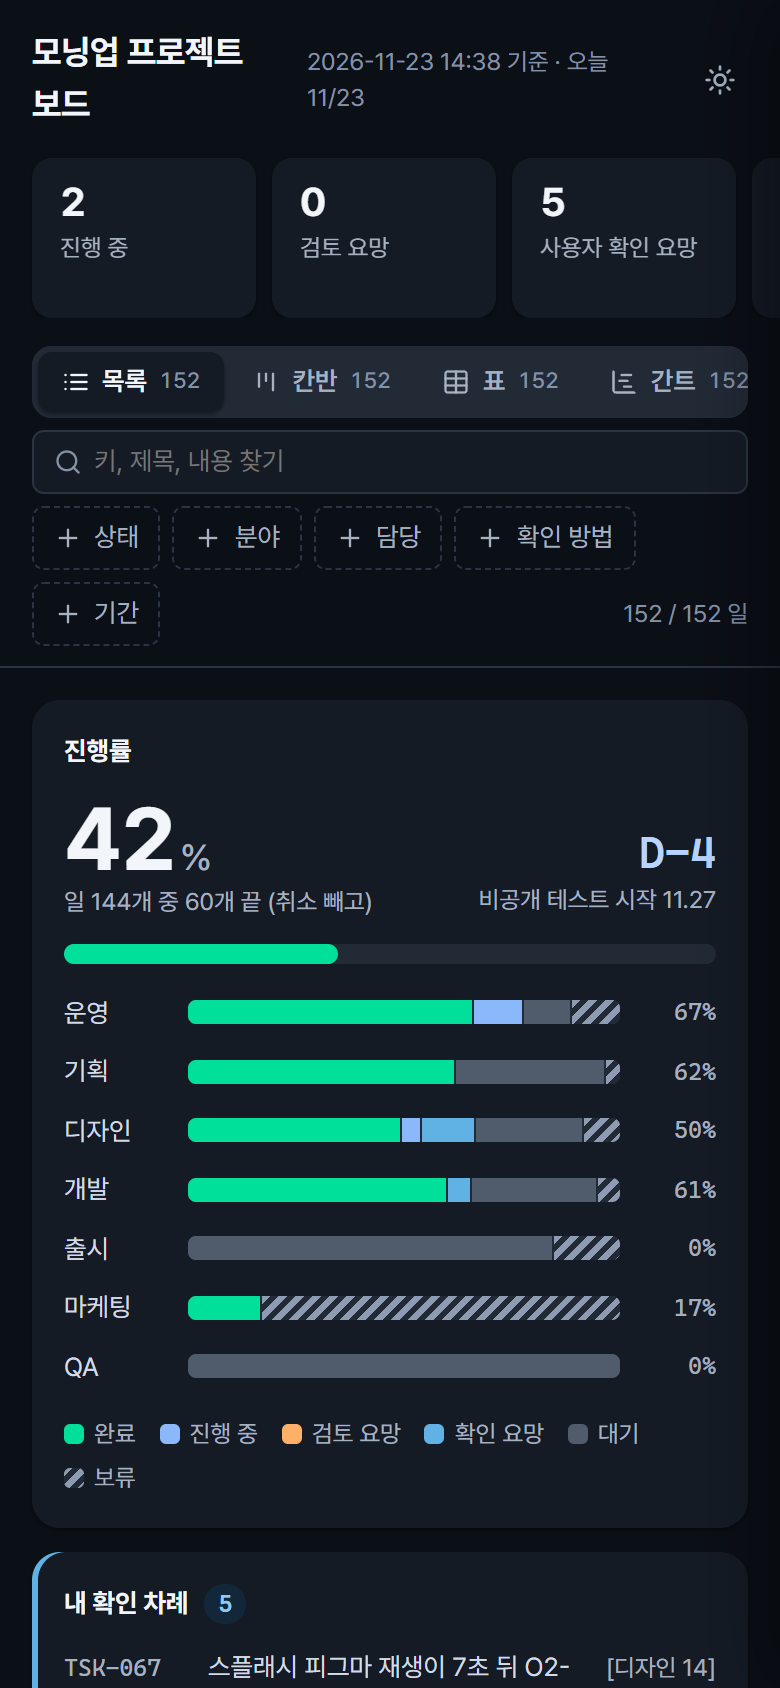 모닝업 프로젝트
보드
2026-11-23 14:38 기준 · 오늘
11/23
2
진행 중
0
검토 요망
5
사용자 확인 요망
목록 152
칸반 152
표 152
간트 152
키, 제목, 내용 찾기
+ 상태
+ 분야
+ 담당
+ 확인 방법
+ 기간
152 / 152 일
진행률
42%
일 144개 중 60개 끝 (취소 빼고)
D-4
비공개 테스트 시작 11.27
운영 67%
기획 62%
디자인 50%
개발 61%
출시 0%
마케팅 17%
QA 0%
완료 진행 중 검토 요망 확인 요망 대기
보류
내 확인 차례 5
TSK-067 스플래시 피그마 재생이 7초 뒤 O2- [디자인 14]